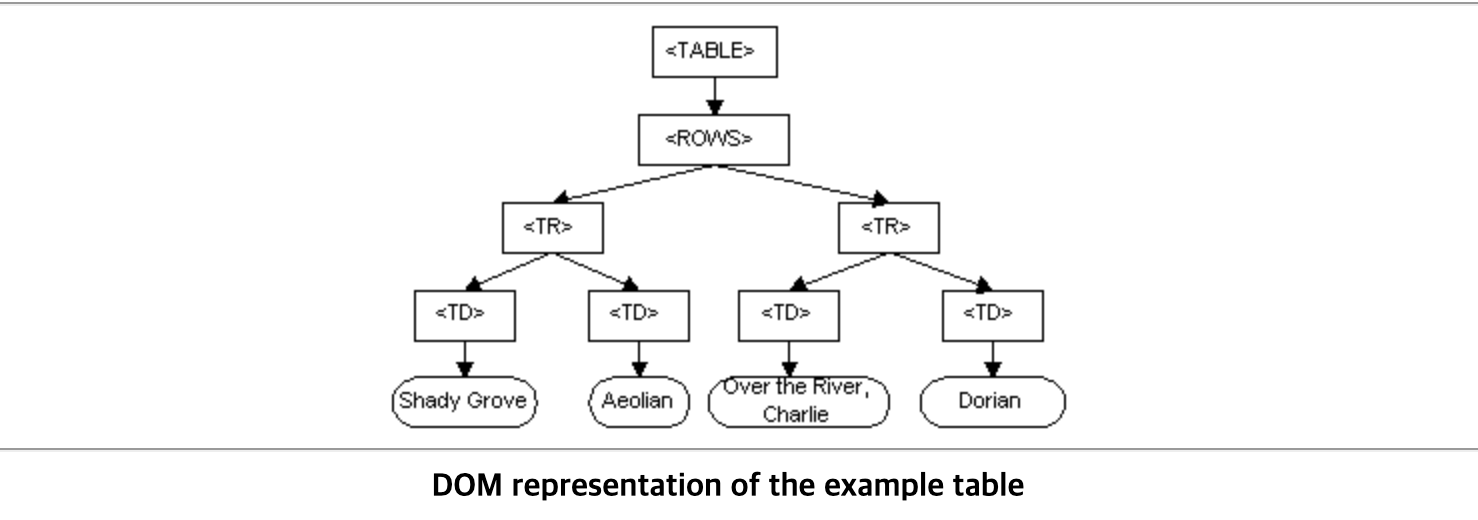 <TABLE>
<ROWS>
<TR>
<TR>
<TD>
<TD>
<TD>
<TD>
Shady Grove
Aeolian
Over the River,
Charlie
Dorian
DOM representation of the example table